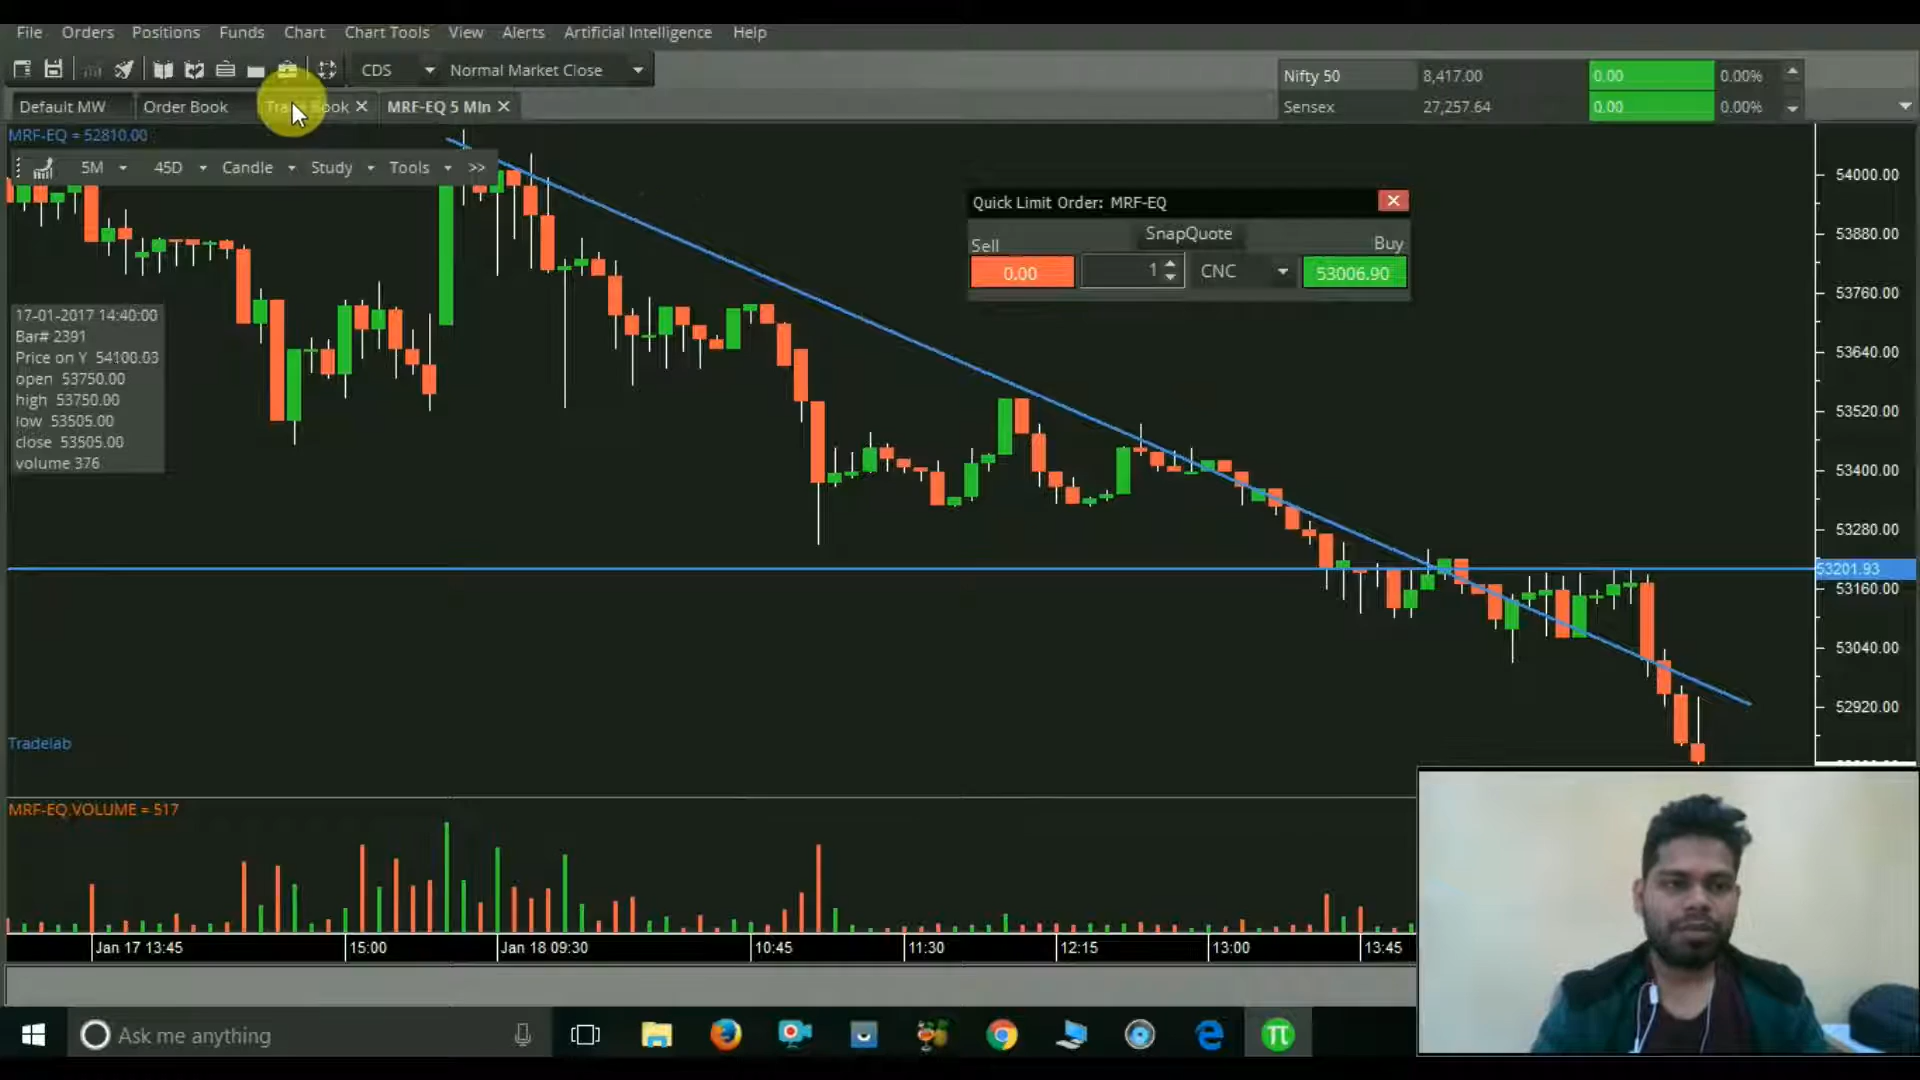 File Orders Positions Funds Chart Chart Tools View Alerts Artificial Intelligence Help
CDS Normal Market Close
Nifty 50 8,417.00 0.00 0.00%
Default MW Order Book MRF-EQ 5 MIn
Sensex 27,257.64 0.00 0.00%
MRF-EQ = 52810.00
5M 45D Candle Study Tools >>
54000.00
Quick Limit Order: MRF-EQ
SnapQuote
53880.00
Sell Buy
0.00 1 CNC 53006.90
53760.00
17-01-2017 14:40:00
Bar# 2391
Price on Y 54100.03
53640.00
open 53750.00
high 53750.00
53520.00
low 53505.00
close 53505.00
volume 376
53400.00
53280.00
53201.93
53160.00
53040.00
52920.00
Tradelab
MRF-EQ.VOLUME = 517
Jan 17 13:45 15:00 Jan 18 09:30 10:45 11:30 12:15 13:00 13:45
Ask me anything